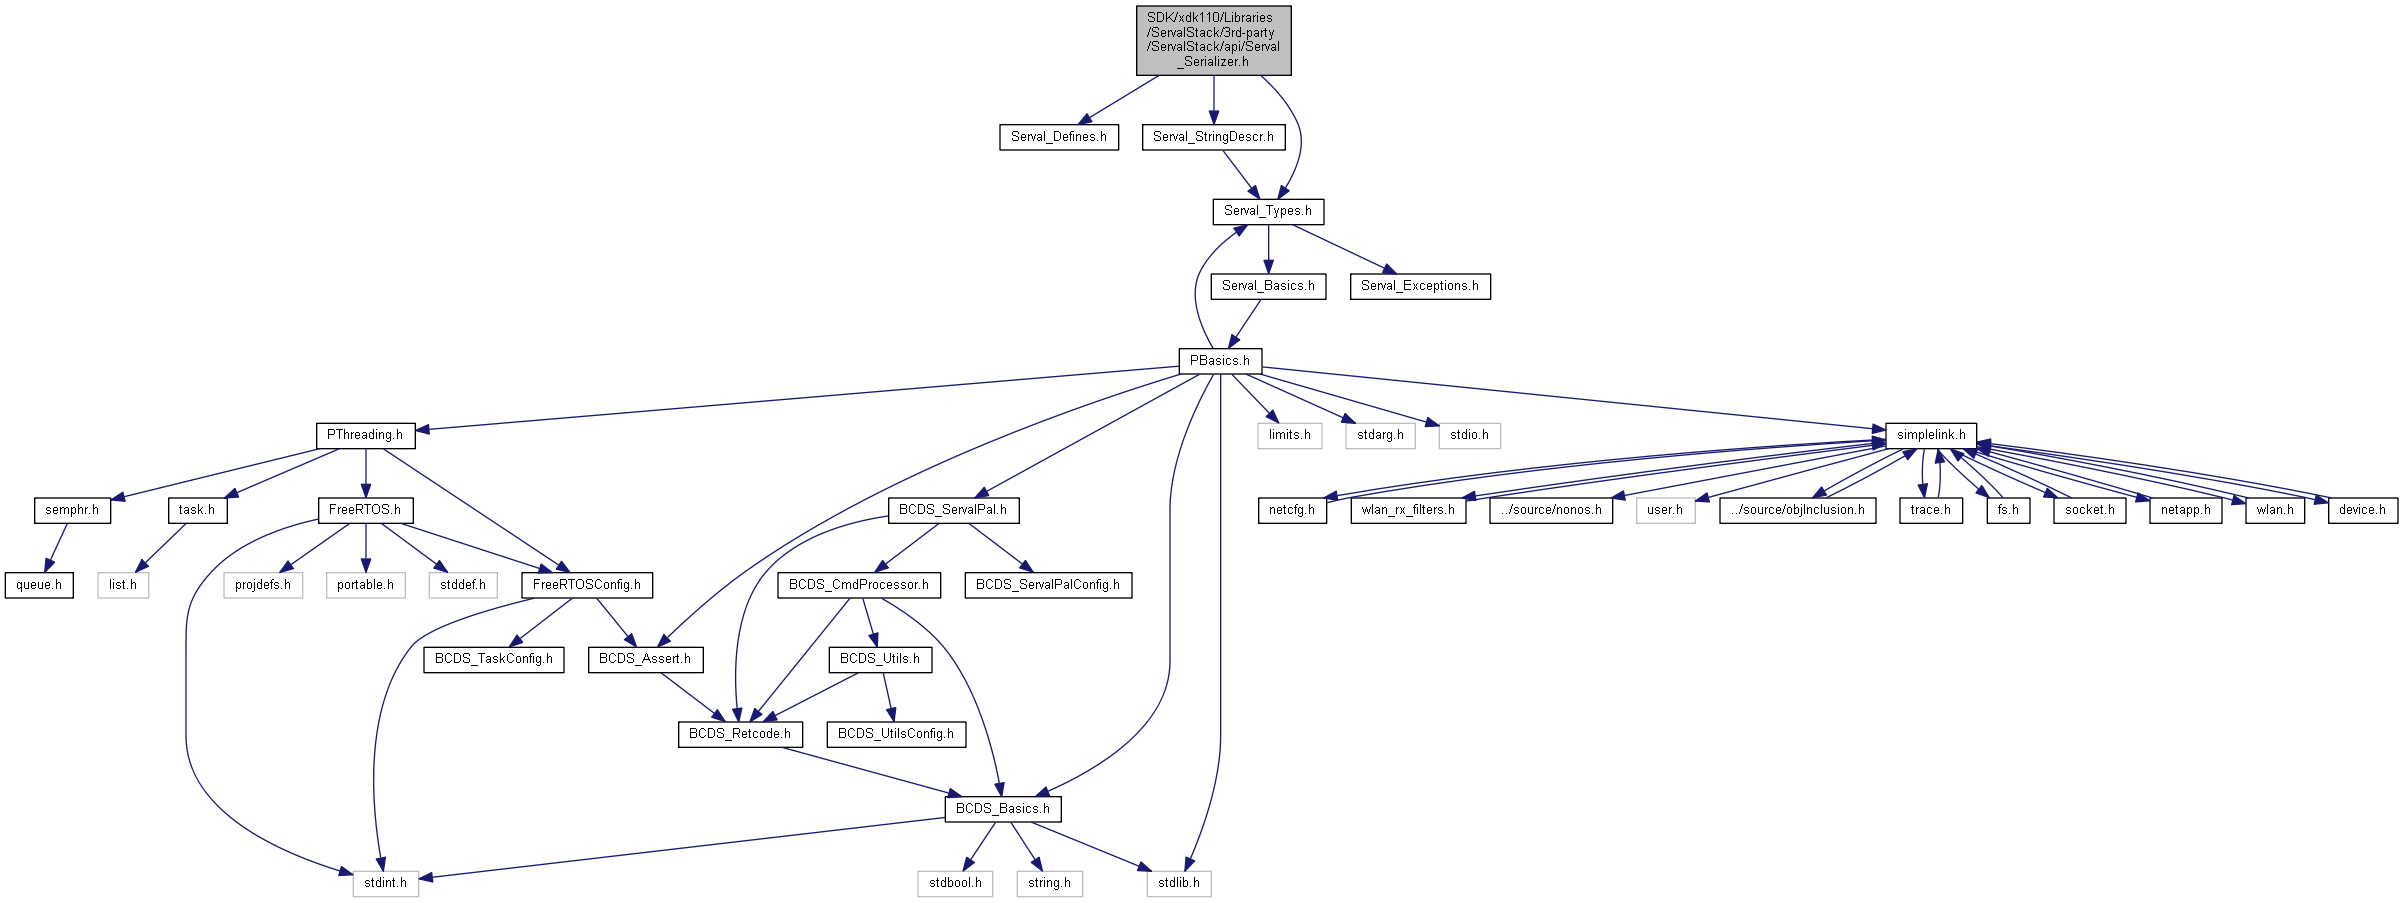 SDK/xdk110/Libraries
/ServalStack/3rd-party
/ServalStack/api/Serval
_Serializer.h
Serval_Defines.h
Serval_StringDescr.h
Serval_Types.h
Serval_Basics.h
Serval_Exceptions.h
PBasics.h
PThreading.h
limits.h
stdarg.h
stdio.h
simplelink.h
semphr.h
task.h
FreeRTOS.h
BCDS_ServalPal.h
netcfg.h
wlan_rx_filters.h
../source/nonos.h
user.h
../source/objInclusion.h
trace.h
fs.h
socket.h
netapp.h
wlan.h
device.h
queue.h
list.h
projdefs.h
portable.h
stddef.h
FreeRTOSConfig.h
BCDS_CmdProcessor.h
BCDS_ServalPalConfig.h
BCDS_TaskConfig.h
BCDS_Assert.h
BCDS_Utils.h
BCDS_Retcode.h
BCDS_UtilsConfig.h
BCDS_Basics.h
stdint.h
stdbool.h
string.h
stdlib.h